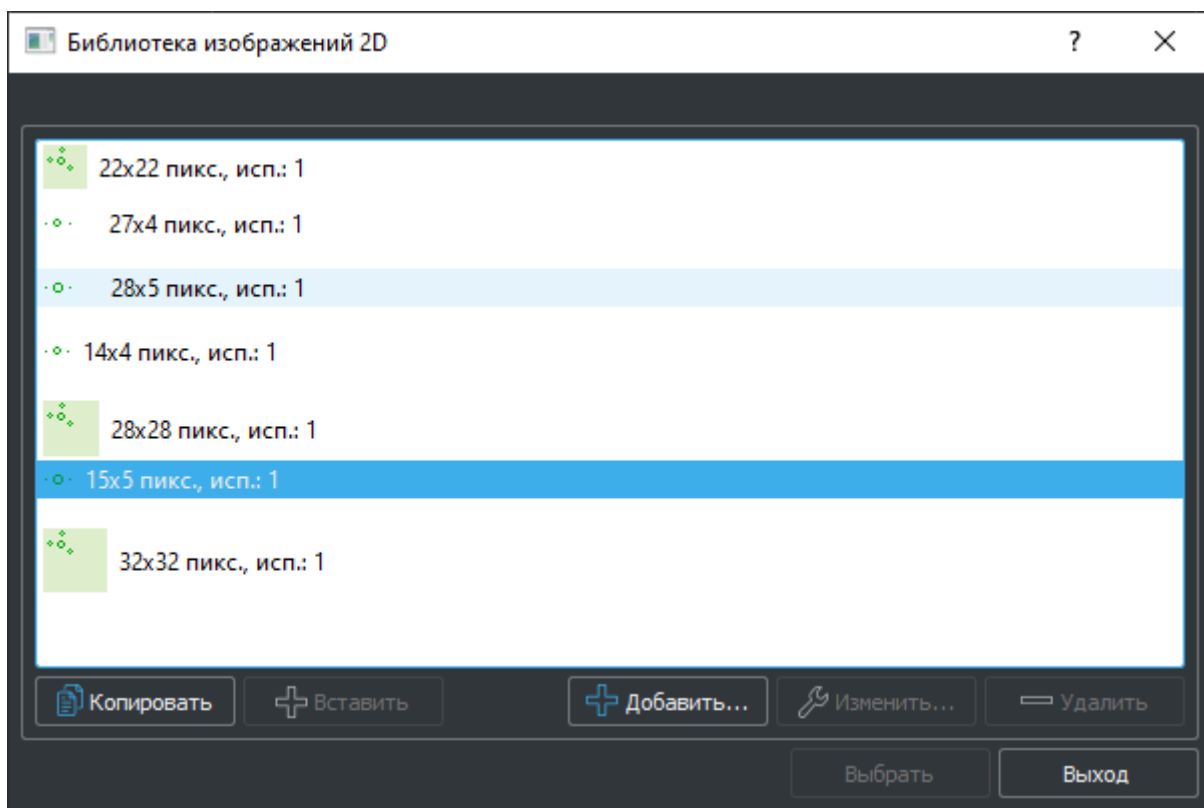 Библиотека изображений 2D ?
22x22 пикс., исп.: 1
27x4 пикс., исп.: 1
28x5 пикс., исп.: 1
14x4 пикс., исп.: 1
28x28 пикс., исп.: 1
15x5 пикс., исп.: 1
32x32 пикс., исп.: 1
Копировать Вставить Добавить... Изменить... Удалить
Выбрать Выход